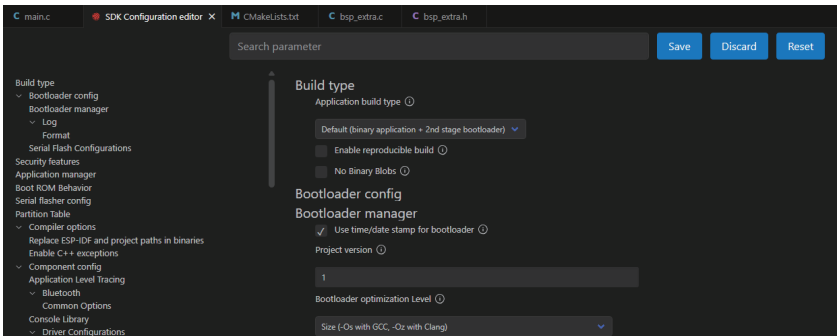 C main.c
SDK Configuration editor ×
M CMakeLists.txt
C bsp_extra.c
C bsp_extra.h
Search parameter
Save
Discard
Reset
Build type
Bootloader config
Bootloader manager
Log
Format
Serial Flash Configurations
Security features
Application manager
Boot ROM Behavior
Serial flasher config
Partition Table
Compiler options
Replace ESP-IDF and project paths in binaries
Enable C++ exceptions
Component config
Application Level Tracing
Bluetooth
Common Options
Console Library
Driver Configurations
Build type
Application build type
Default (binary application + 2nd stage bootloader)
Enable reproducible build
No Binary Blobs
Bootloader config
Bootloader manager
Use time/date stamp for bootloader
Project version
1
Bootloader optimization Level
Size (-Os with GCC, -Oz with Clang)